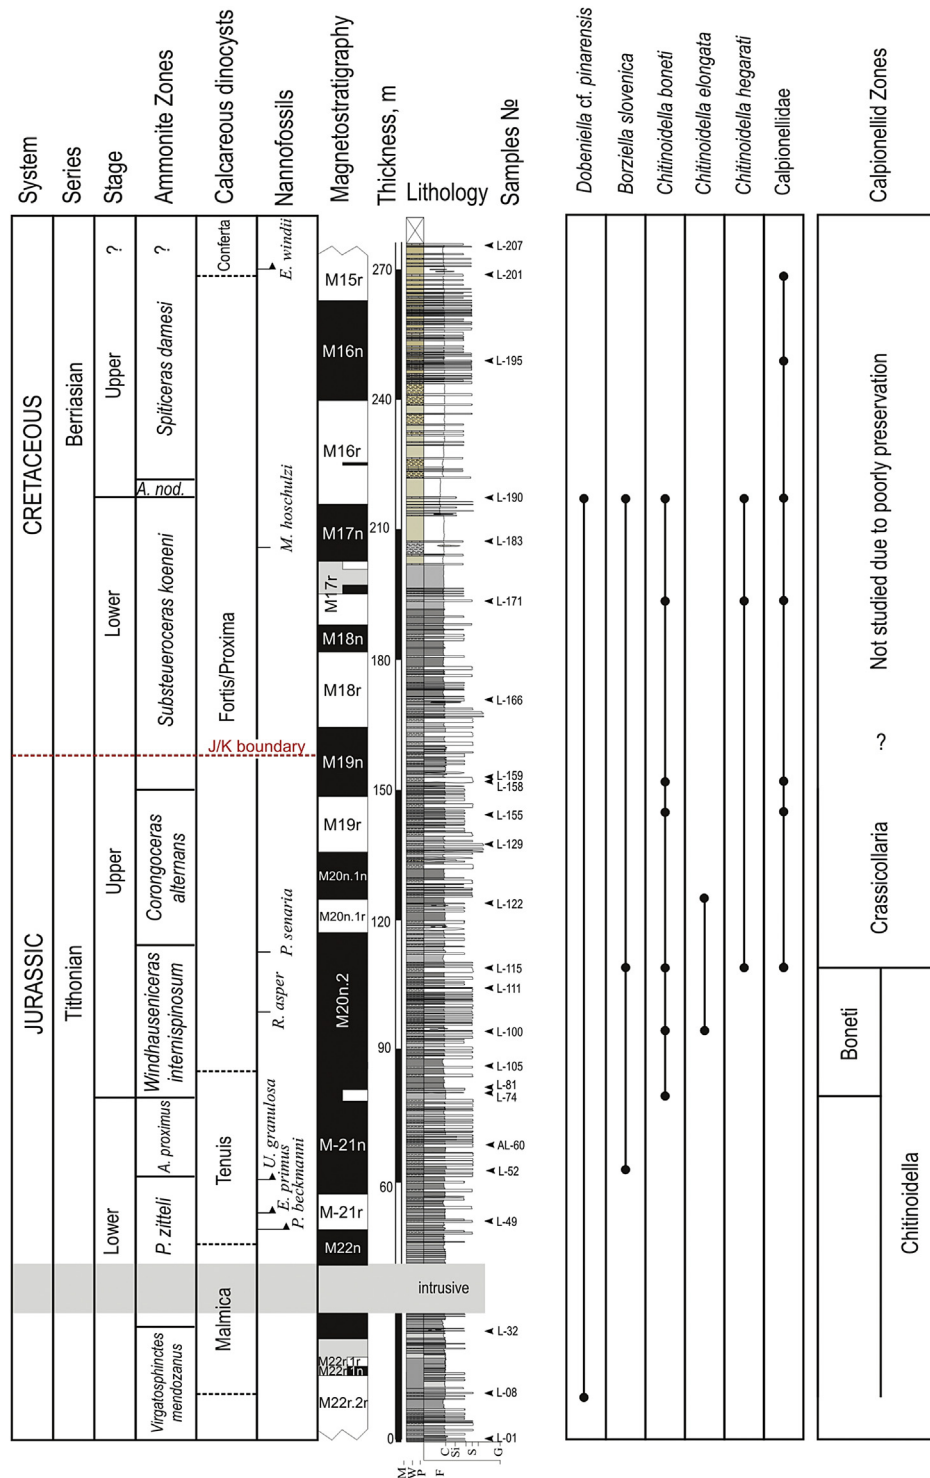 System
Series
Stage
Ammonite Zones
Calcareous dinocysts
Nannofossils
Magnetostratigraphy
Thickness, m
Lithology
Samples №
Dobeniella cf. pinarensis
Borziella slovenica
Chitinoidella boneti
Chitinoidella elongata
Chitinoidella hegarati
Calpionellidae
Calpionellid Zones
CRETACEOUS
JURASSIC
Berriasian
Tithonian
?
Upper
Lower
Upper
Lower
?
Spiticeras damesi
A. nod.
Substeueroceras koeneni
Corongoceras
alternans
Windhauseniceras
internispinosum
A. proximus
P. zitteli
Virgatosphinctes
mendozanus
Conferta
Fortis/Proxima
Tenuis
Malmica
J/K boundary
E. windii
M. hoschulzi
P. senaria
R. asper
U. granulosa
E. primus
P. beckmanni
M15r
M16n
M16r
M17n
M17r
M18n
M18r
M19n
M19r
M20n.1n
M20n.1r
M20n.2
M-21n
M-21r
M22n
M22r.1r
M22r.1n
M22r.2r
270
240
210
180
150
120
90
60
0
intrusive
L-207
L-201
L-195
L-190
L-183
L-171
L-166
L-159
L-158
L-155
L-129
L-122
L-115
L-111
L-100
L-105
L-81
L-74
AL-60
L-52
L-49
L-32
L-08
L-01
M
W
P
F
C
Si
S
G
Not studied due to poorly preservation
?
Crassicollaria
Boneti
Chitinoidella